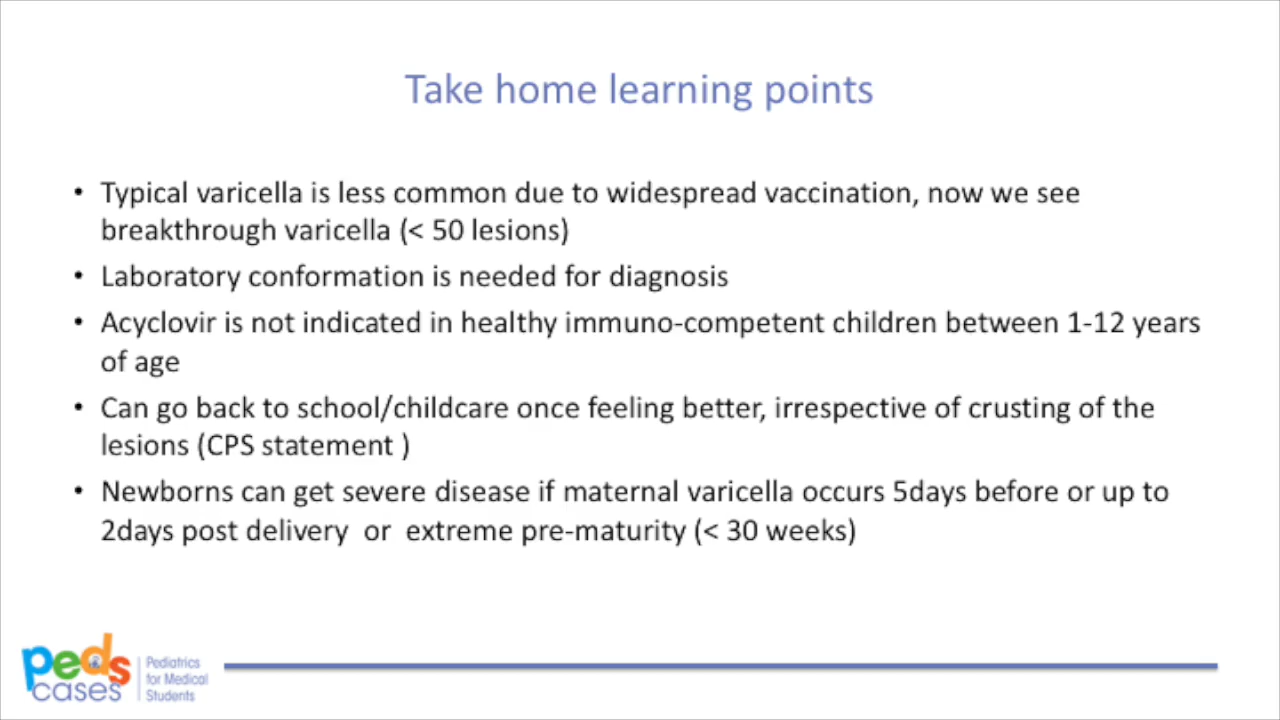 Take home learning points
• Typical varicella is less common due to widespread vaccination, now we see
breakthrough varicella (< 50 lesions)
• Laboratory conformation is needed for diagnosis
• Acyclovir is not indicated in healthy immuno-competent children between 1-12 years
of age
• Can go back to school/childcare once feeling better, irrespective of crusting of the
lesions (CPS statement )
• Newborns can get severe disease if maternal varicella occurs 5days before or up to
2days post delivery  or  extreme pre-maturity (< 30 weeks)
peds
cases
Pediatrics
for Medical
Students